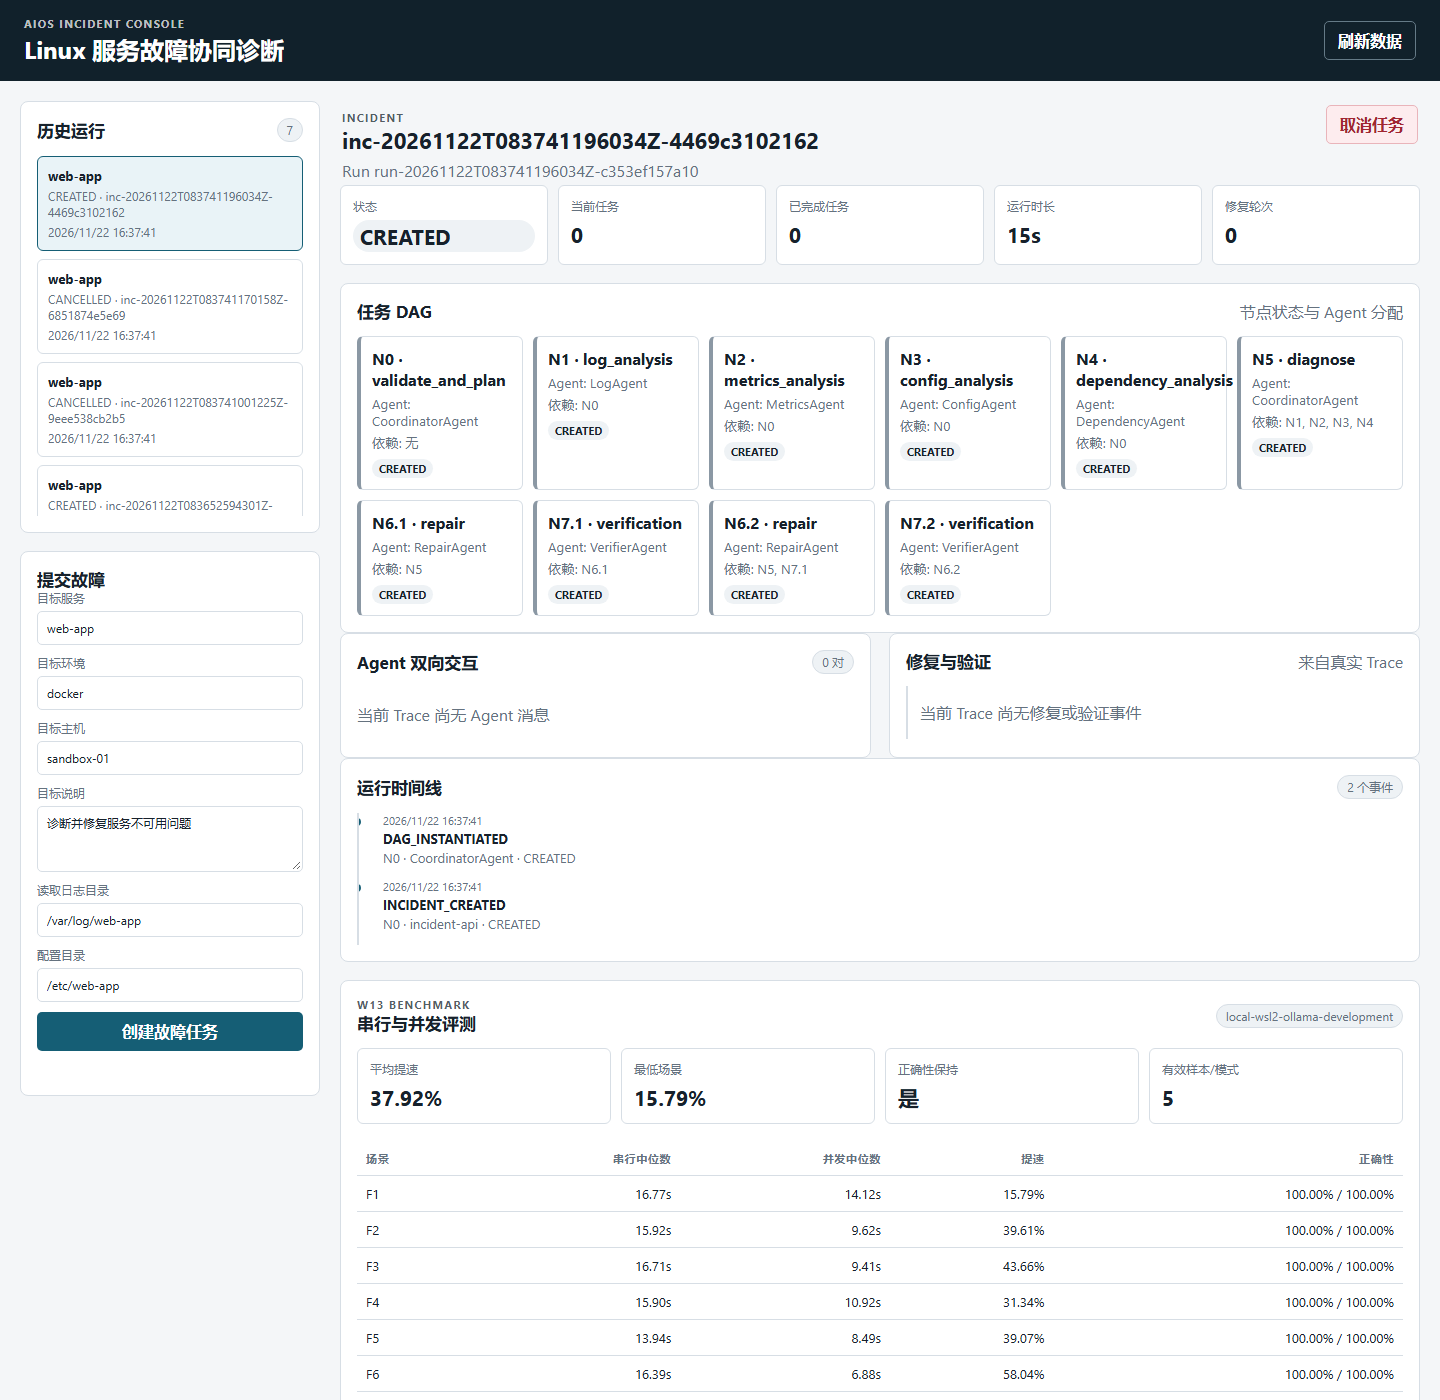 AIOS INCIDENT CONSOLE
Linux 服务故障协同诊断
刷新数据
历史运行
7
web-app
CREATED · inc-20261122T083741196034Z-
4469c3102162
2026/11/22 16:37:41
web-app
CANCELLED · inc-20261122T083741170158Z-
6851874e5e69
2026/11/22 16:37:41
web-app
CANCELLED · inc-20261122T083741001225Z-
9eee538cb2b5
2026/11/22 16:37:41
web-app
CREATED · inc-20261122T083652594301Z-
提交故障
目标服务
web-app
目标环境
docker
目标主机
sandbox-01
目标说明
诊断并修复服务不可用问题
读取日志目录
/var/log/web-app
配置目录
/etc/web-app
创建故障任务
INCIDENT
inc-20261122T083741196034Z-4469c3102162
Run run-20261122T083741196034Z-c353ef157a10
取消任务
状态
CREATED
当前任务
0
已完成任务
0
运行时长
15s
修复轮次
0
任务 DAG
节点状态与 Agent 分配
N0 ·
validate_and_plan
Agent:
CoordinatorAgent
依赖: 无
CREATED
N1 · log_analysis
Agent: LogAgent
依赖: N0
CREATED
N2 ·
metrics_analysis
Agent: MetricsAgent
依赖: N0
CREATED
N3 ·
config_analysis
Agent: ConfigAgent
依赖: N0
CREATED
N4 ·
dependency_analysis
Agent:
DependencyAgent
依赖: N0
CREATED
N5 · diagnose
Agent:
CoordinatorAgent
依赖: N1, N2, N3, N4
CREATED
N6.1 · repair
Agent: RepairAgent
依赖: N5
CREATED
N7.1 · verification
Agent: VerifierAgent
依赖: N6.1
CREATED
N6.2 · repair
Agent: RepairAgent
依赖: N5, N7.1
CREATED
N7.2 · verification
Agent: VerifierAgent
依赖: N6.2
CREATED
Agent 双向交互
0 对
当前 Trace 尚无 Agent 消息
修复与验证
来自真实 Trace
当前 Trace 尚无修复或验证事件
运行时间线
2 个事件
2026/11/22 16:37:41
DAG_INSTANTIATED
N0 · CoordinatorAgent · CREATED
2026/11/22 16:37:41
INCIDENT_CREATED
N0 · incident-api · CREATED
W13 BENCHMARK
串行与并发评测
local-wsl2-ollama-development
平均提速
37.92%
最低场景
15.79%
正确性保持
是
有效样本/模式
5
场景 串行中位数 并发中位数 提速 正确性
F1 16.77s 14.12s 15.79% 100.00% / 100.00%
F2 15.92s 9.62s 39.61% 100.00% / 100.00%
F3 16.71s 9.41s 43.66% 100.00% / 100.00%
F4 15.90s 10.92s 31.34% 100.00% / 100.00%
F5 13.94s 8.49s 39.07% 100.00% / 100.00%
F6 16.39s 6.88s 58.04% 100.00% / 100.00%